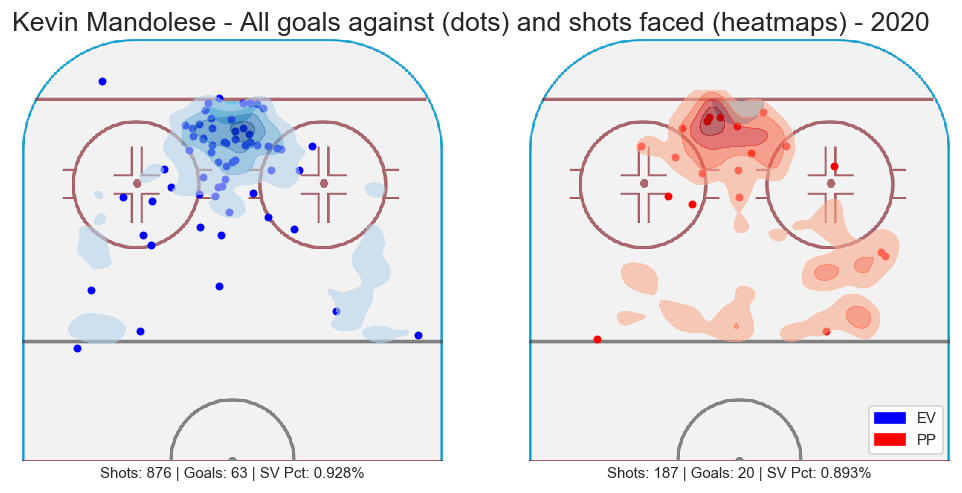 Kevin Mandolese - All goals against (dots) and shots faced (heatmaps) - 2020
EV
PP
Shots: 876 | Goals: 63 | SV Pct: 0.928%
Shots: 187 | Goals: 20 | SV Pct: 0.893%